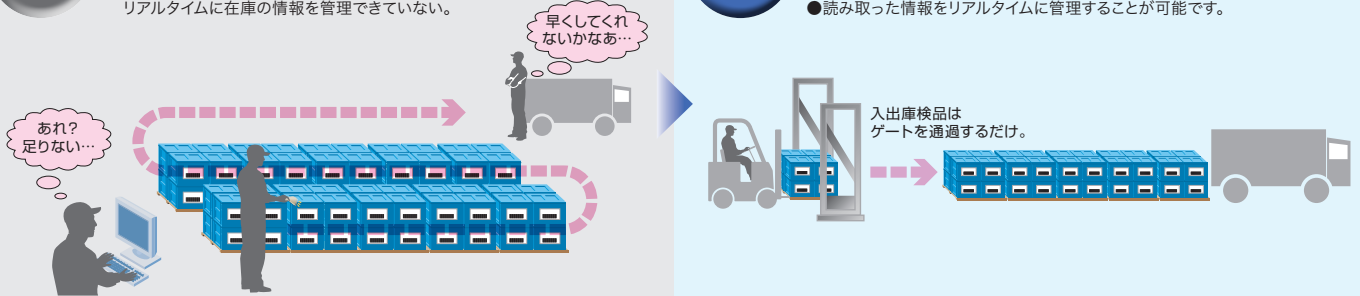 リアルタイムに在庫の情報を管理できていない。
早くしてくれ
ないかなあ…
あれ？
足りない…
●読み取った情報をリアルタイムに管理することが可能です。
入出庫検品は
ゲートを通過するだけ。